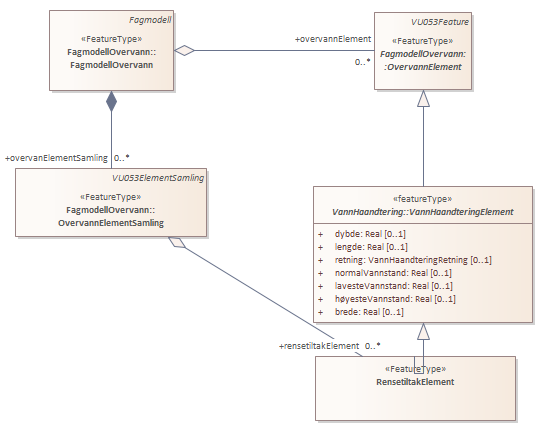 Fagmodell
«FeatureType»
FagmodellOvervann::
FagmodellOvervann
+overvannElement
0..*
VU053Feature
«FeatureType»
FagmodellOvervann:
:OvervannElement
+overvanElementSamling 0..*
VU053ElementSamling
«FeatureType»
FagmodellOvervann::
OvervannElementSamling
«featureType»
VannHaandtering::VannHaandteringElement
+ dybde: Real [0..1]
+ lengde: Real [0..1]
+ retning: VannHaandteringRetning [0..1]
+ normalVannstand: Real [0..1]
+ lavesteVannstand: Real [0..1]
+ høyesteVannstand: Real [0..1]
+ brede: Real [0..1]
+rensetiltakElement 0..*
«FeatureType»
RensetiltakElement